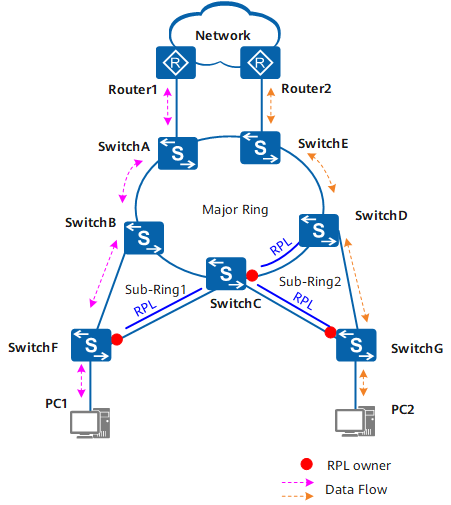 Network
R
R
Router1
Router2
SwitchA
S
S
SwitchE
SwitchB
S
Major Ring
S
SwitchD
RPL
Sub-Ring1
S
Sub-Ring2
RPL
SwitchC
RPL
SwitchF
S
S
SwitchG
PC1
PC2
RPL owner
Data Flow